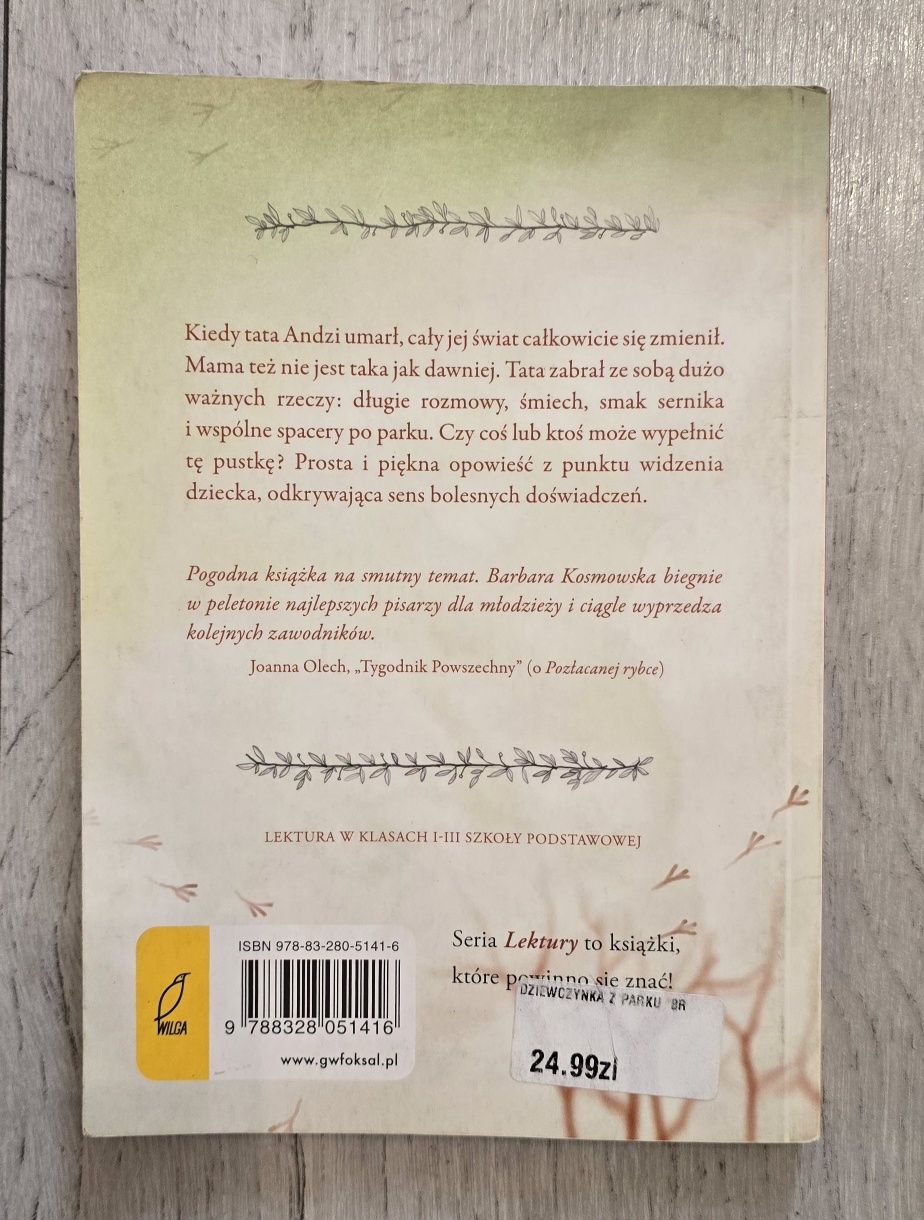 Kiedy tata Andzi umarł, cały jej świat całkowicie się zmienił.
Mama też nie jest taka jak dawniej. Tata zabrał ze sobą dużo
ważnych rzeczy: długie rozmowy, śmiech, smak sernika
i wspólne spacery po parku. Czy coś lub ktoś może wypełnić
tę pustkę? Prosta i piękna opowieść z punktu widzenia
dziecka, odkrywająca sens bolesnych doświadczeń.
Pogodna książka na smutny temat. Barbara Kosmowska biegnie
w peletonie najlepszych pisarzy dla młodzieży i ciągle wyprzedza
kolejnych zawodników.
Joanna Olech, „Tygodnik Powszechny” (o Pozłacanej rybce)
LEKTURA W KLASACH I-III SZKOŁY PODSTAWOWEJ
WILGA
ISBN 978-83-280-5141-6
9 788328 051416
www.gwfoksal.pl
Seria Lektury to książki,
które powinno się znać!
DZIEWCZYNKA Z PARKU BR
24.99zł